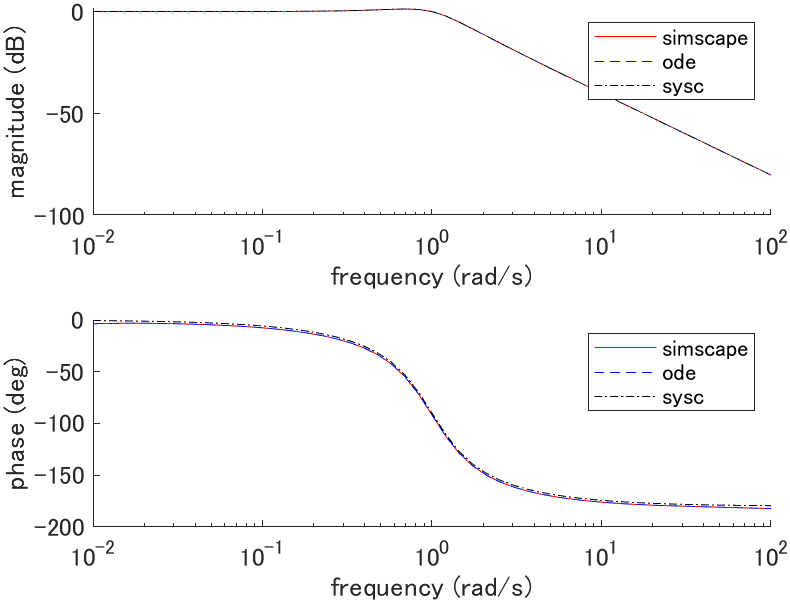 magnitude (dB)
0
-50
-100
simscape
ode
sysc
10^-2
10^-1
10^0
10^1
10^2
frequency (rad/s)
phase (deg)
0
-50
-100
-150
-200
simscape
ode
sysc
10^-2
10^-1
10^0
10^1
10^2
frequency (rad/s)